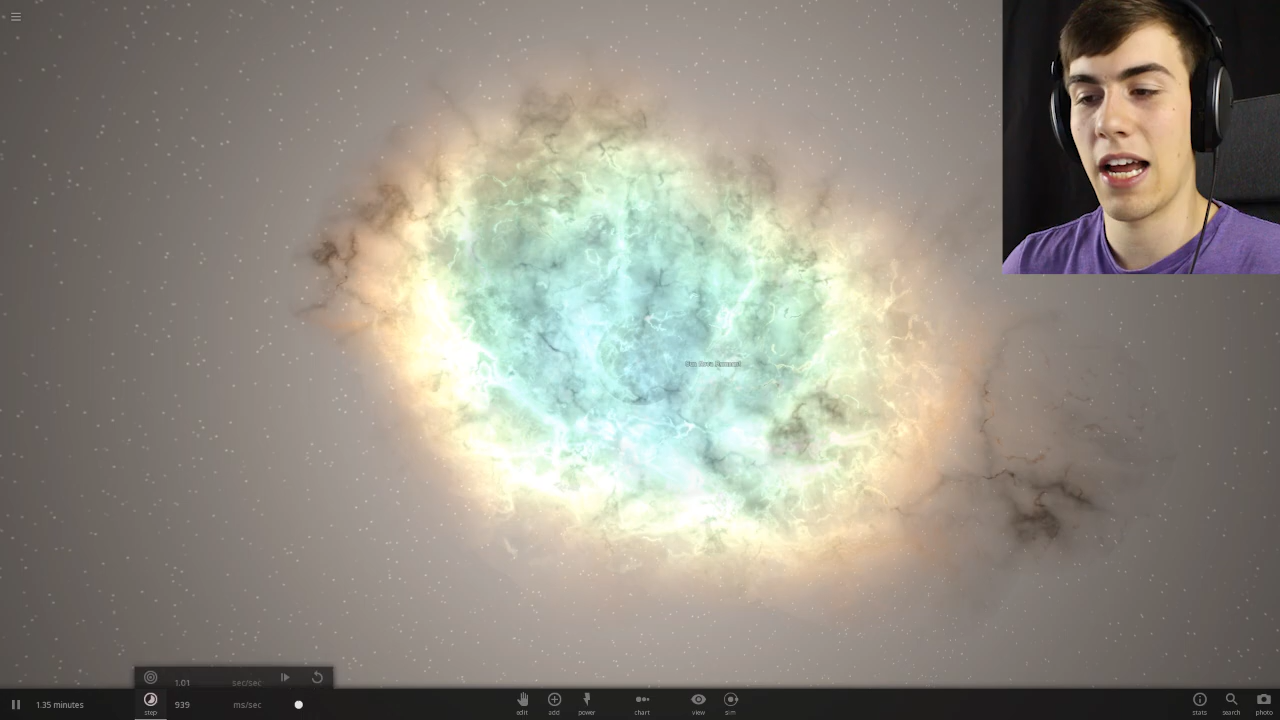 1.01 sec/sec
1.35 minutes
step
939 ms/sec
edit
add
power
chart
view
sim
stats
search
photo